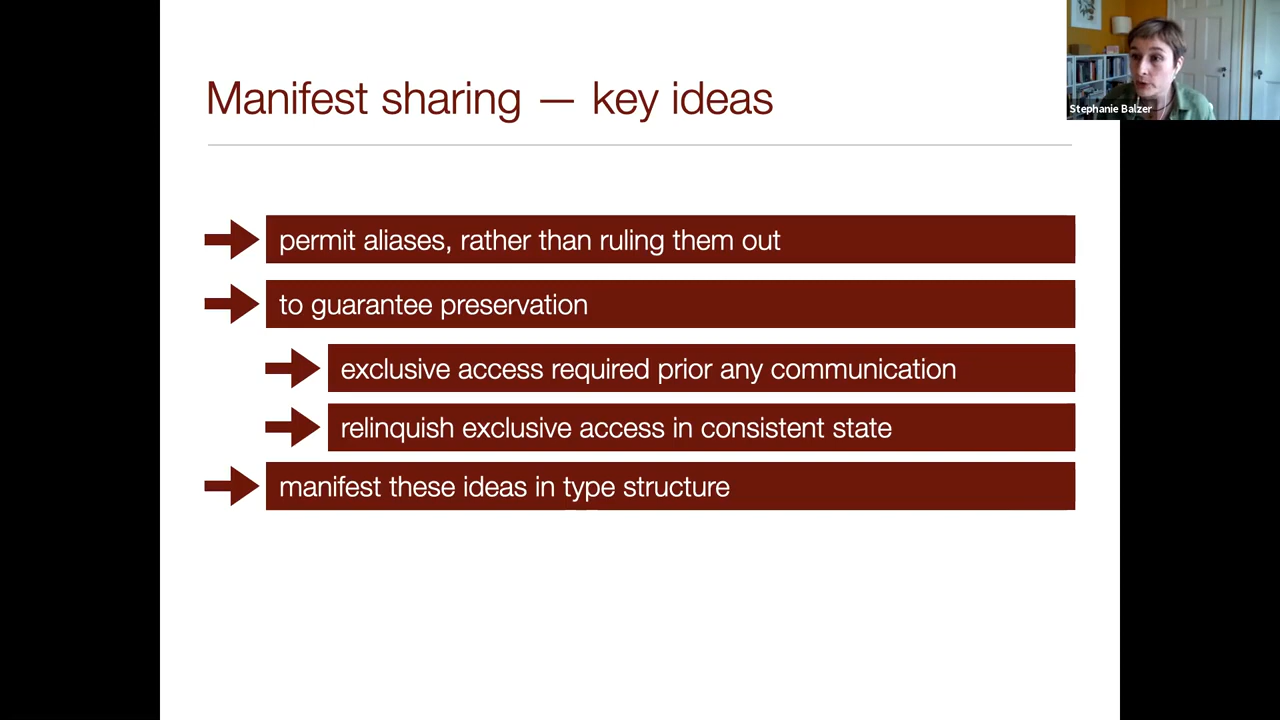 Manifest sharing — key ideas
Stephanie Balzer
permit aliases, rather than ruling them out
to guarantee preservation
exclusive access required prior any communication
relinquish exclusive access in consistent state
manifest these ideas in type structure